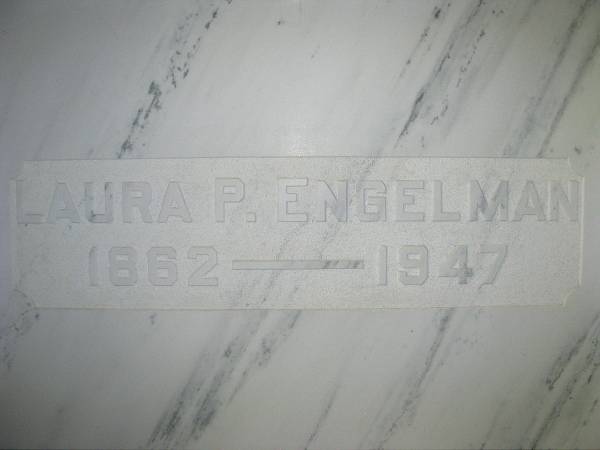 LAURA P. ENGELMAN
1862 — 1947